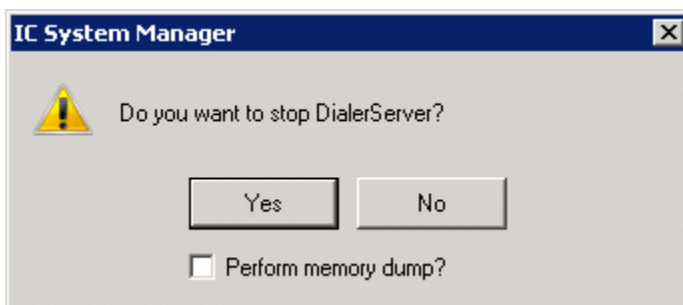 IC System Manager
Do you want to stop DialerServer?
Yes No
Perform memory dump?